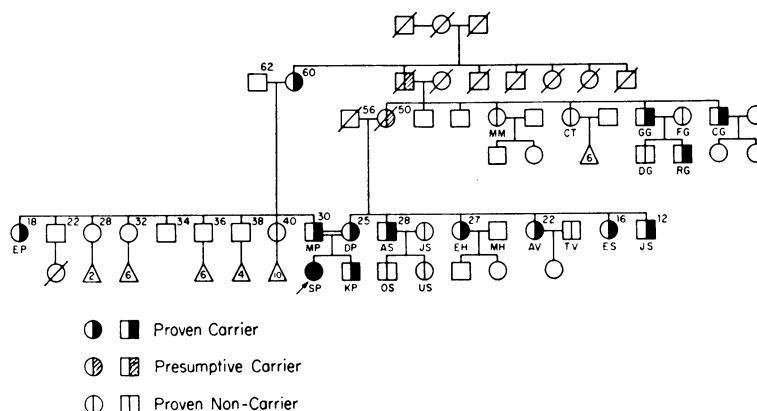 62 60
56 50
MM CT GG FG CG
6
DG RG
18 22 28 32 34 36 38 40 30 25 28 27 22 16 12
EP MP DP AS JS EH MH AV TV ES JS
2 6 6 4 10
SP KP OS US
Proven Carrier
Presumptive Carrier
Proven Non-Carrier